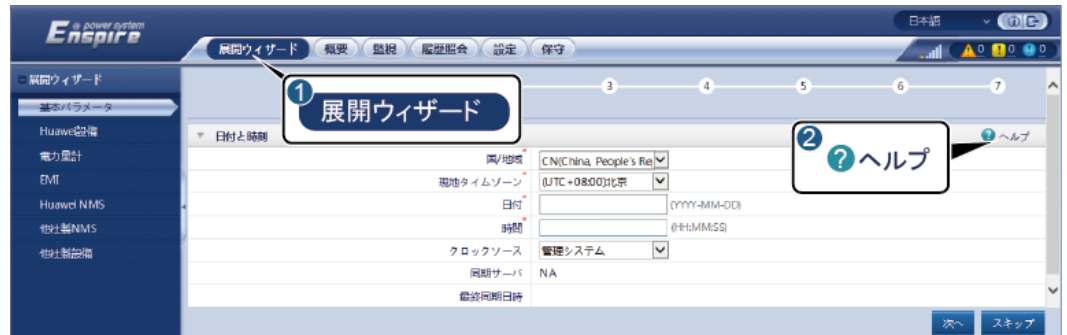 e power system
Enspire
日本語
展開ウィザード 概要 監視 履歴照会 設定 保守
0 0 0
展開ウィザード
基本パラメータ
Huawei設備
電力量計
EMI
Huawei NMS
他社製NMS
他社製設備
3 4 5 6 7
1
展開ウィザード
2
? ヘルプ
日付と時刻
? ヘルプ
国/地域* CN(China, People's Re
現地タイムゾーン* (UTC+08:00)北京
日付* (YYYY-MM-DD)
時間* (HH:MM:SS)
クロックソース 管理システム
同期サーバ NA
最終同期日時
次へ スキップ